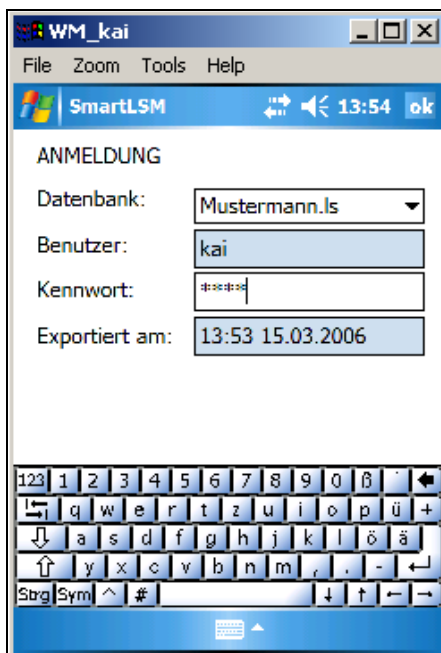 WM_kai
File Zoom Tools Help
SmartLSM 13:54 ok
ANMELDUNG
Datenbank: Mustermann.ls
Benutzer: kai
Kennwort: ****
Exportiert am: 13:53 15.03.2006
123 1 2 3 4 5 6 7 8 9 0 ß ´
q w e r t z u i o p ü +
a s d f g h j k l ö ä
y x c v b n m , . -
Strg Sym ^ #